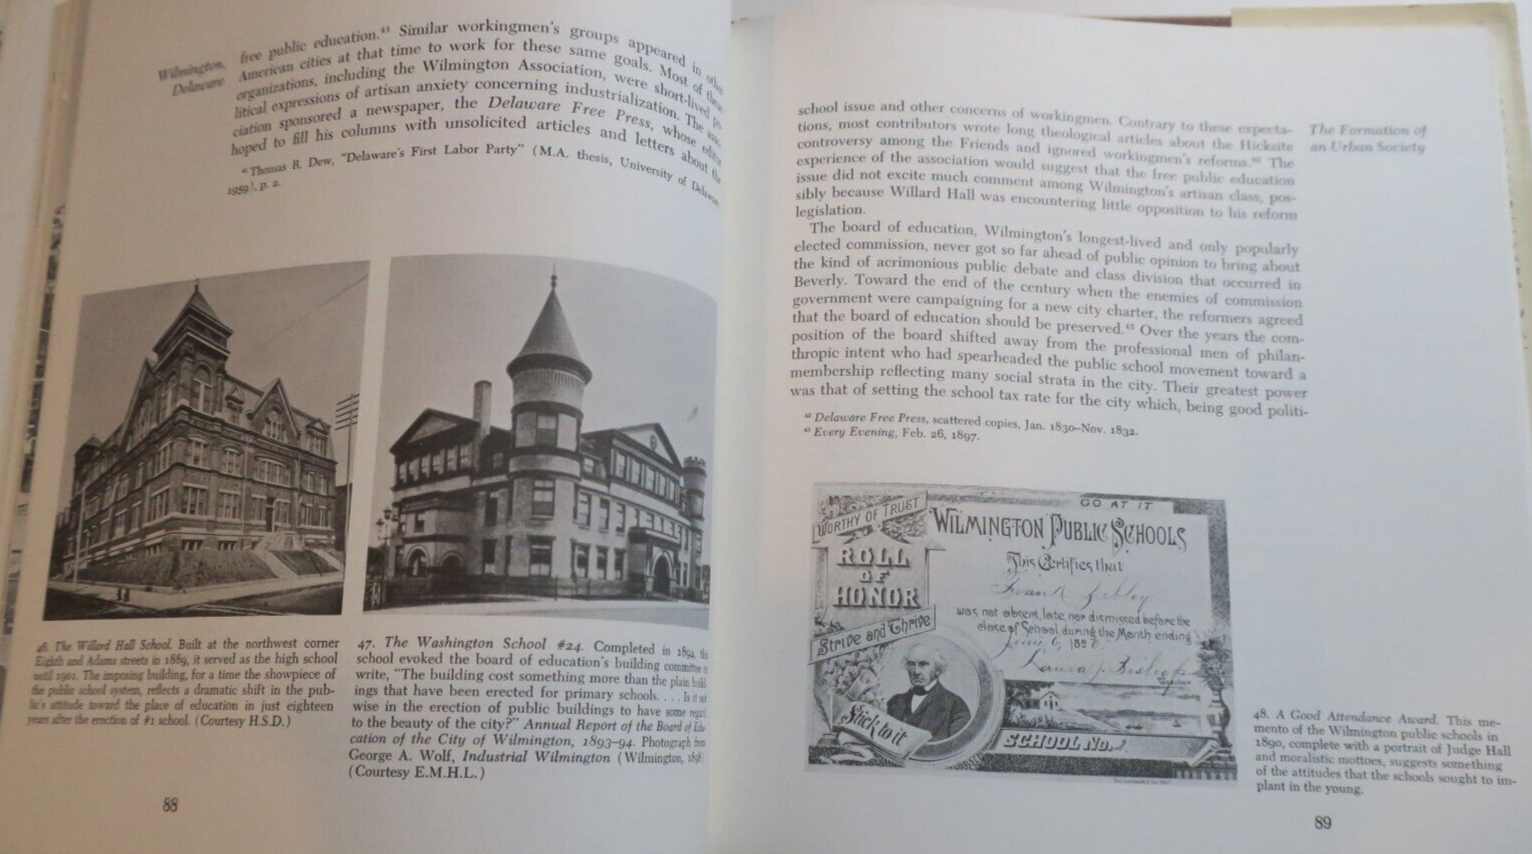 Wilmington,
Delaware
free public education.⁴¹ Similar workingmen's groups appeared in other
American cities at that time to work for these same goals. Most of these
organizations, including the Wilmington Association, were short-lived po-
litical expressions of artisan anxiety concerning industrialization. The asso-
ciation sponsored a newspaper, the Delaware Free Press, whose editor
hoped to fill his columns with unsolicited articles and letters about the
⁴¹ Thomas R. Dew, "Delaware's First Labor Party" (M.A. thesis, University of Delaware,
1959), p. 2.
46. The Willard Hall School. Built at the northwest corner
Eighth and Adams streets in 1889, it served as the high school
until 1901. The imposing building, for a time the showpiece of
the public school system, reflects a dramatic shift in the pub-
lic's attitude toward the place of education in just eighteen
years after the erection of #1 school. (Courtesy H.S.D.)
47. The Washington School #24. Completed in 1894, this
school evoked the board of education's building committee to
write, "The building cost something more than the plain build-
ings that have been erected for primary schools. . . . Is it not
wise in the erection of public buildings to have some regard
to the beauty of the city?" Annual Report of the Board of Edu-
cation of the City of Wilmington, 1893–94. Photograph from
George A. Wolf, Industrial Wilmington (Wilmington, 1898)
(Courtesy E.M.H.L.)
88
The Formation of
an Urban Society
school issue and other concerns of workingmen. Contrary to these expecta-
tions, most contributors wrote long theological articles about the Hicksite
controversy among the Friends and ignored workingmen's reforms.⁴² The
experience of the association would suggest that the free public education
issue did not excite much comment among Wilmington's artisan class, pos-
sibly because Willard Hall was encountering little opposition to his reform
legislation.
The board of education, Wilmington's longest-lived and only popularly
elected commission, never got so far ahead of public opinion to bring about
the kind of acrimonious public debate and class division that occurred in
Beverly. Toward the end of the century when the enemies of commission
government were campaigning for a new city charter, the reformers agreed
that the board of education should be preserved.⁴³ Over the years the com-
position of the board shifted away from the professional men of philan-
thropic intent who had spearheaded the public school movement toward a
membership reflecting many social strata in the city. Their greatest power
was that of setting the school tax rate for the city which, being good politi-
⁴² Delaware Free Press, scattered copies, Jan. 1830–Nov. 1832.
⁴³ Every Evening, Feb. 26, 1897.
GO AT IT
WORTHY OF TRUST
WILMINGTON PUBLIC SCHOOLS
ROLL
OF
HONOR
This Certifies that
Frank Zebley
was not absent, late, nor dismissed before the
close of School during the Month ending
June 6, 1890.
Laura J. Bishop
Teacher
Strive and Thrive
Stick to it
SCHOOL No. 1
48. A Good Attendance Award. This me-
mento of the Wilmington public schools in
1890, complete with a portrait of Judge Hall
and moralistic mottoes, suggests something
of the attitudes that the schools sought to im-
plant in the young.
89